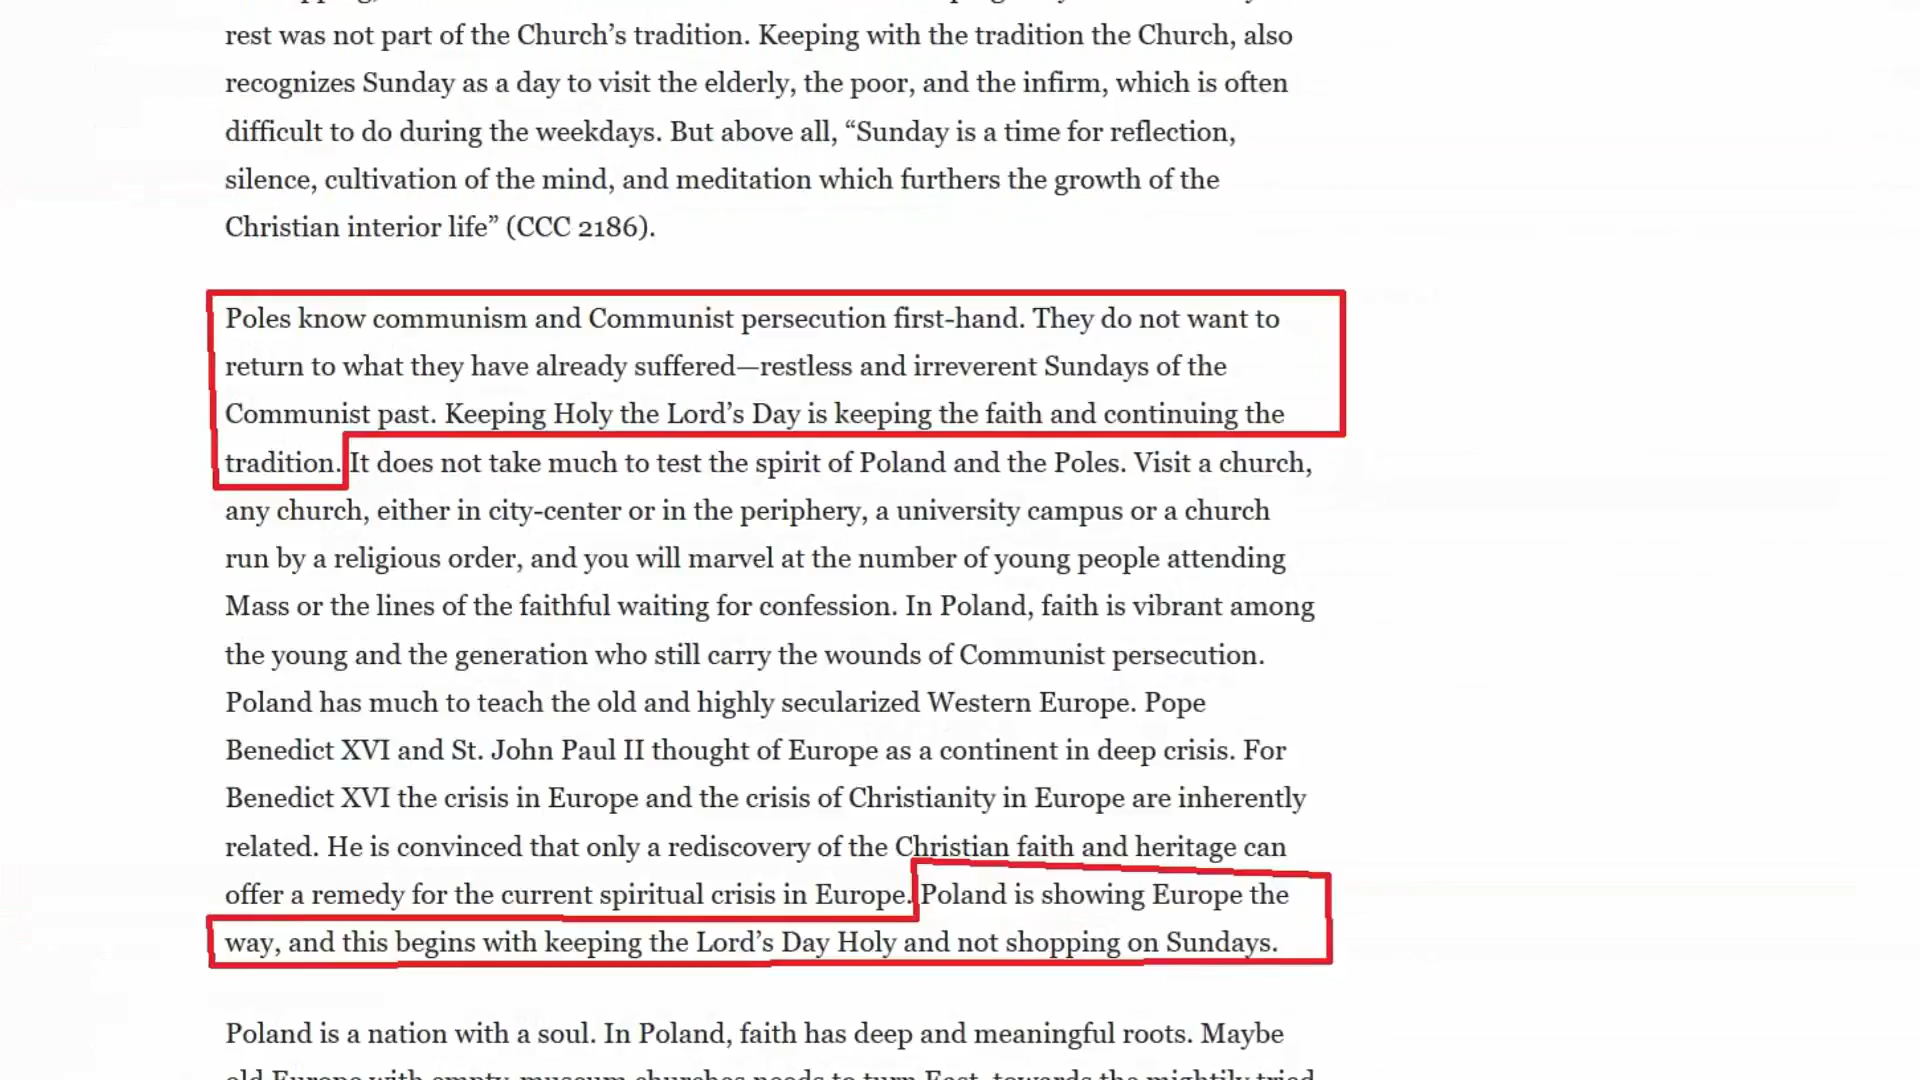 rest was not part of the Church’s tradition. Keeping with the tradition the Church, also
recognizes Sunday as a day to visit the elderly, the poor, and the infirm, which is often
difficult to do during the weekdays. But above all, “Sunday is a time for reflection,
silence, cultivation of the mind, and meditation which furthers the growth of the
Christian interior life” (CCC 2186).
Poles know communism and Communist persecution first-hand. They do not want to
return to what they have already suffered—restless and irreverent Sundays of the
Communist past. Keeping Holy the Lord’s Day is keeping the faith and continuing the
tradition. It does not take much to test the spirit of Poland and the Poles. Visit a church,
any church, either in city-center or in the periphery, a university campus or a church
run by a religious order, and you will marvel at the number of young people attending
Mass or the lines of the faithful waiting for confession. In Poland, faith is vibrant among
the young and the generation who still carry the wounds of Communist persecution.
Poland has much to teach the old and highly secularized Western Europe. Pope
Benedict XVI and St. John Paul II thought of Europe as a continent in deep crisis. For
Benedict XVI the crisis in Europe and the crisis of Christianity in Europe are inherently
related. He is convinced that only a rediscovery of the Christian faith and heritage can
offer a remedy for the current spiritual crisis in Europe. Poland is showing Europe the
way, and this begins with keeping the Lord’s Day Holy and not shopping on Sundays.
Poland is a nation with a soul. In Poland, faith has deep and meaningful roots. Maybe
old Europe with empty, museum churches needs to turn East, towards the mightily tried